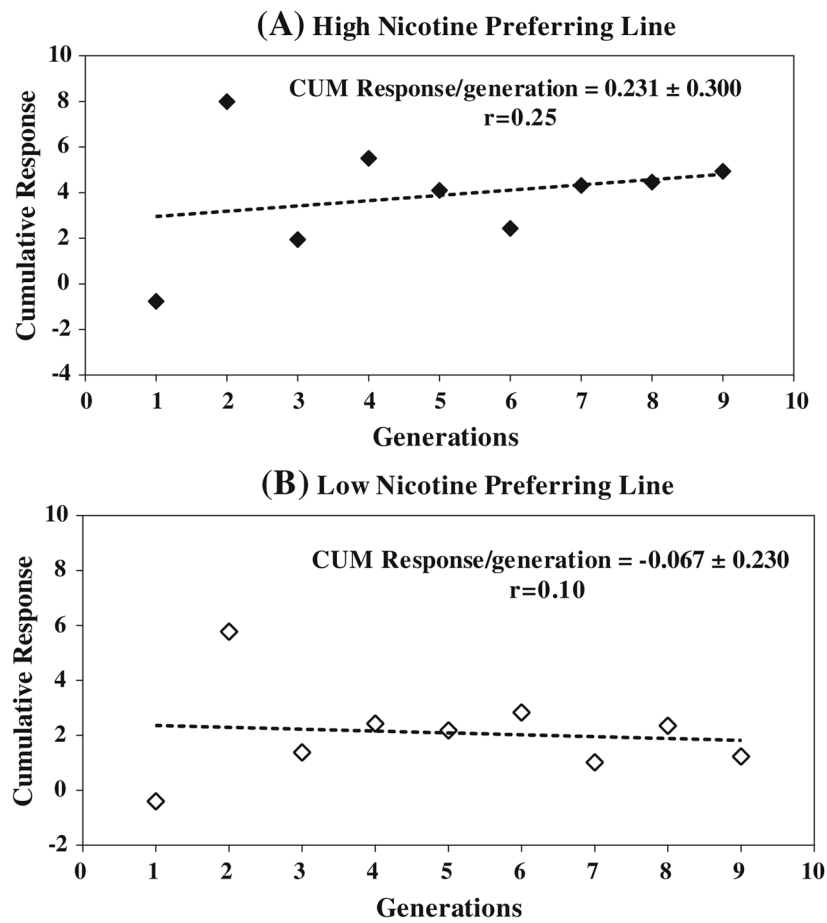 (A) High Nicotine Preferring Line
10
CUM Response/generation = 0.231 ± 0.300
r=0.25
8
6
4
2
0
-2
-4
Cumulative Response
0 1 2 3 4 5 6 7 8 9 10
Generations
(B) Low Nicotine Preferring Line
10
CUM Response/generation = -0.067 ± 0.230
r=0.10
8
6
4
2
0
-2
Cumulative Response
0 1 2 3 4 5 6 7 8 9 10
Generations